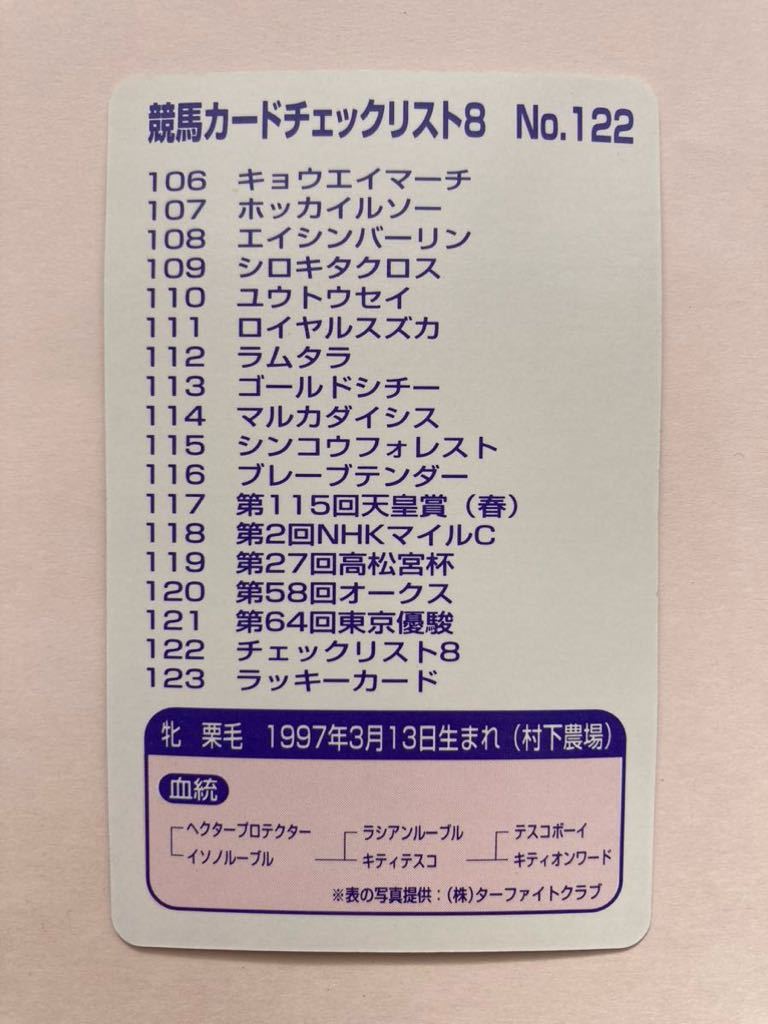 競馬カードチェックリスト8 No.122
106 キョウエイマーチ
107 ホッカイルソー
108 エイシンバーリン
109 シロキタクロス
110 ユウトウセイ
111 ロイヤルスズカ
112 ラムタラ
113 ゴールドシチー
114 マルカダイシス
115 シンコウフォレスト
116 ブレーブテンダー
117 第115回天皇賞（春）
118 第2回NHKマイルC
119 第27回高松宮杯
120 第58回オークス
121 第64回東京優駿
122 チェックリスト8
123 ラッキーカード
牝 栗毛 1997年3月13日生まれ（村下農場）
血統
ヘクタープロテクター ラシアンルーブル テスコボーイ
イソノルーブル キティテスコ キティオンワード
※表の写真提供：（株）ターファイトクラブ